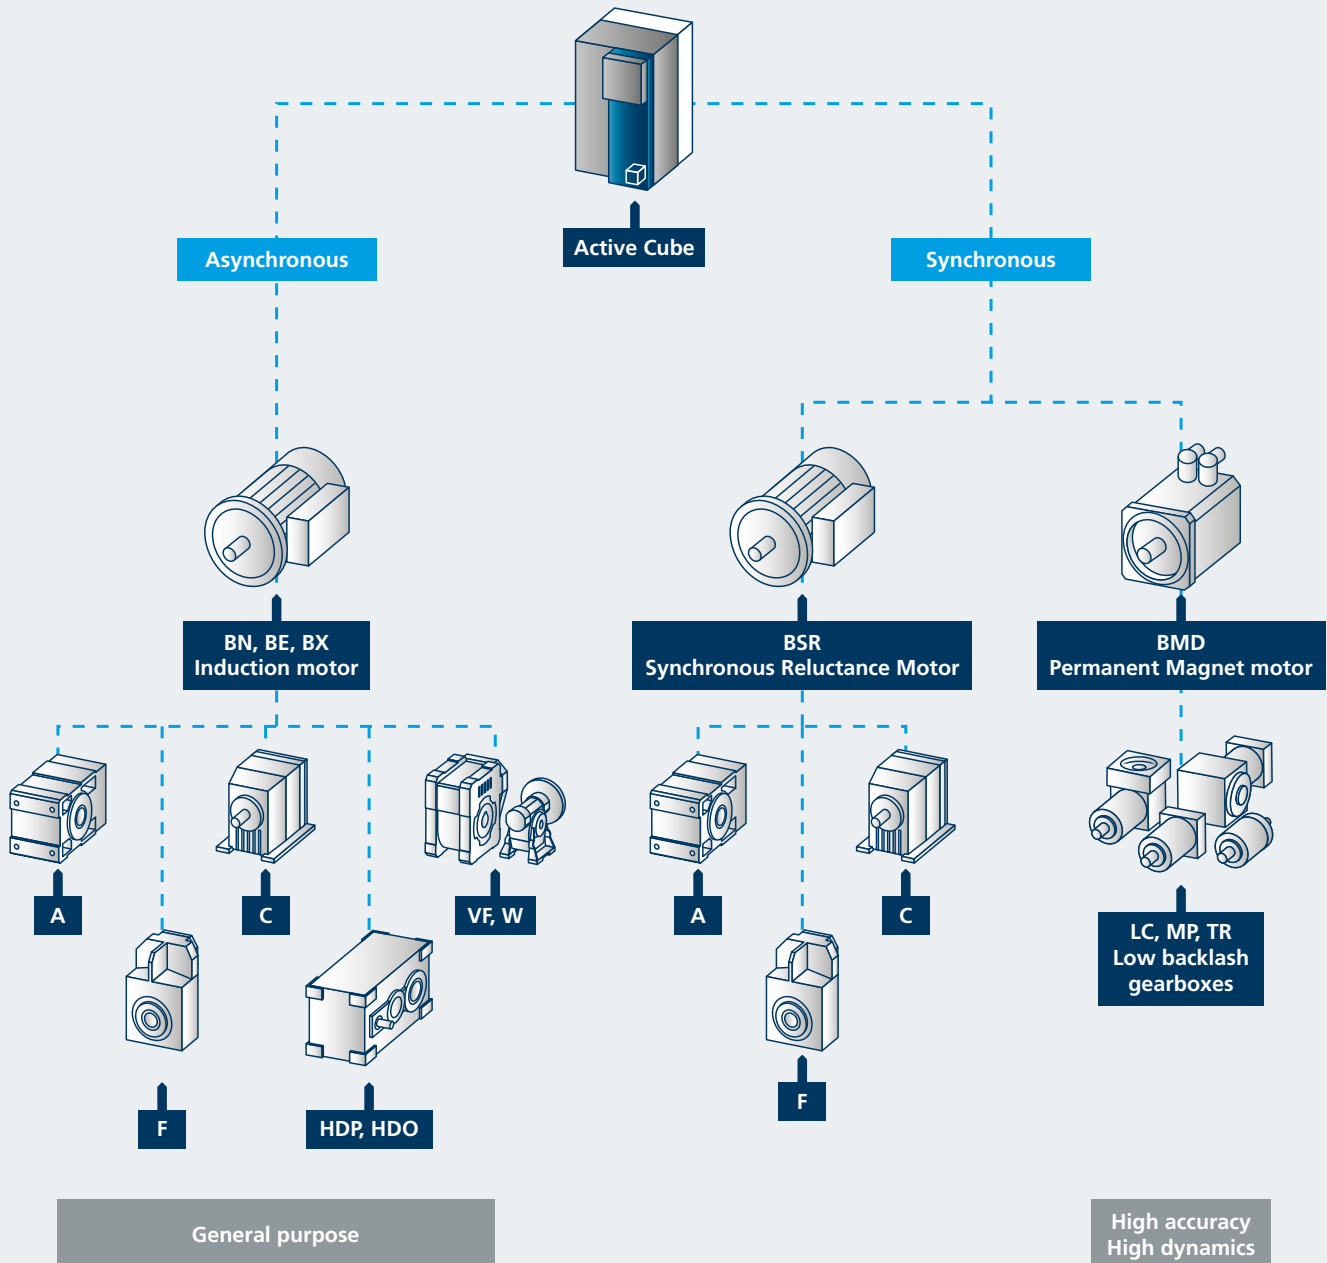 Active Cube
Asynchronous
Synchronous
BN, BE, BX
Induction motor
BSR
Synchronous Reluctance Motor
BMD
Permanent Magnet motor
A
C
VF, W
A
C
LC, MP, TR
Low backlash
gearboxes
F
HDP, HDO
F
General purpose
High accuracy
High dynamics